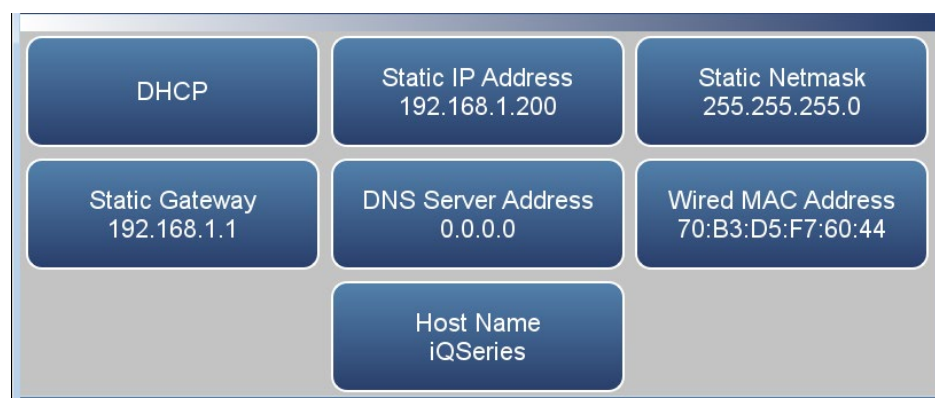 DHCP
Static IP Address
192.168.1.200
Static Netmask
255.255.255.0
Static Gateway
192.168.1.1
DNS Server Address
0.0.0.0
Wired MAC Address
70:B3:D5:F7:60:44
Host Name
iQSeries